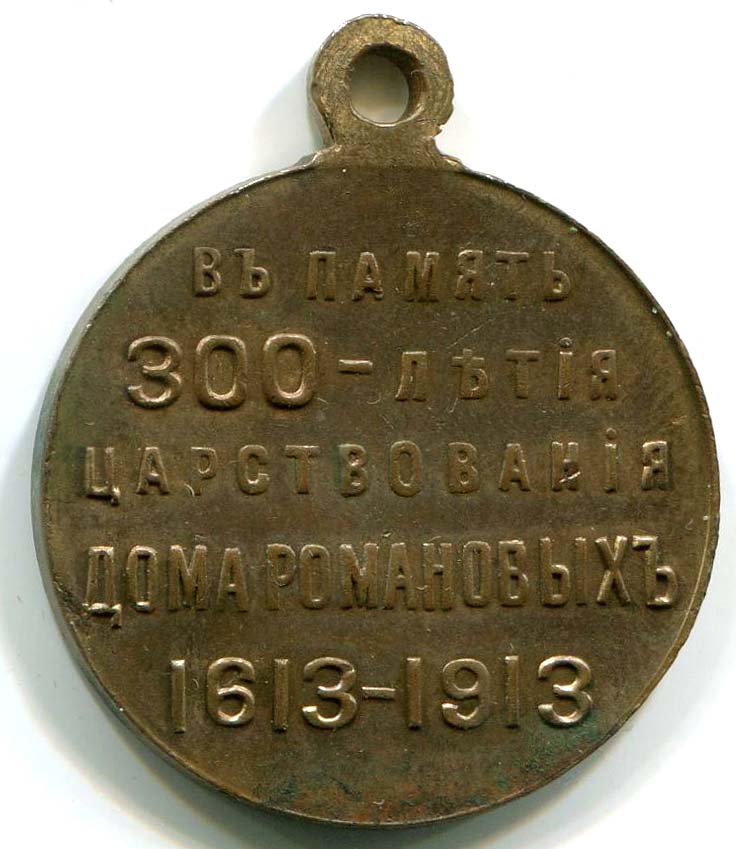 ВЪ ПАМЯТЬ
300-ЛѢТІЯ
ЦАРСТВОВАНІЯ
ДОМА РОМАНОВЫХЪ
1613-1913